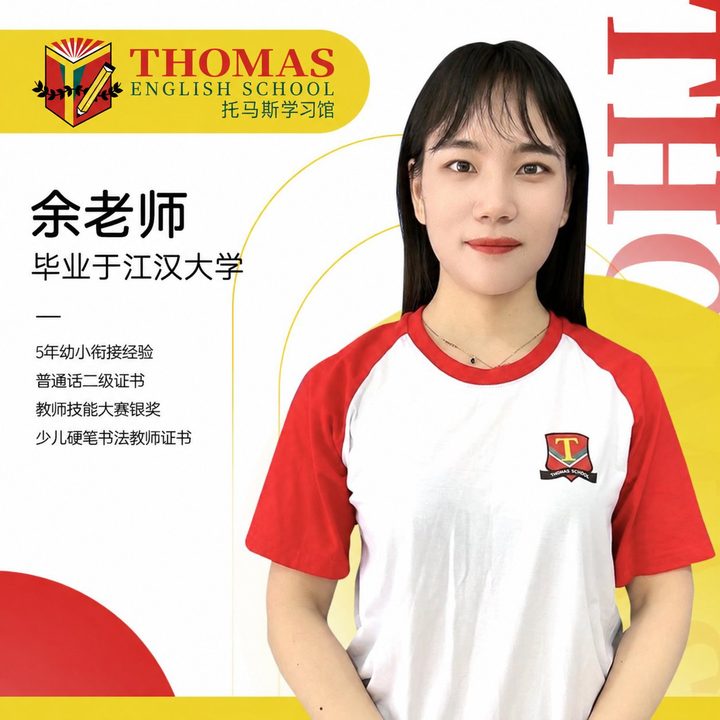 THOMAS
ENGLISH SCHOOL
托马斯学习馆
余老师
毕业于江汉大学
5年幼小衔接经验
普通话二级证书
教师技能大赛银奖
少儿硬笔书法教师证书
T
THOMAS SCHOOL
THO